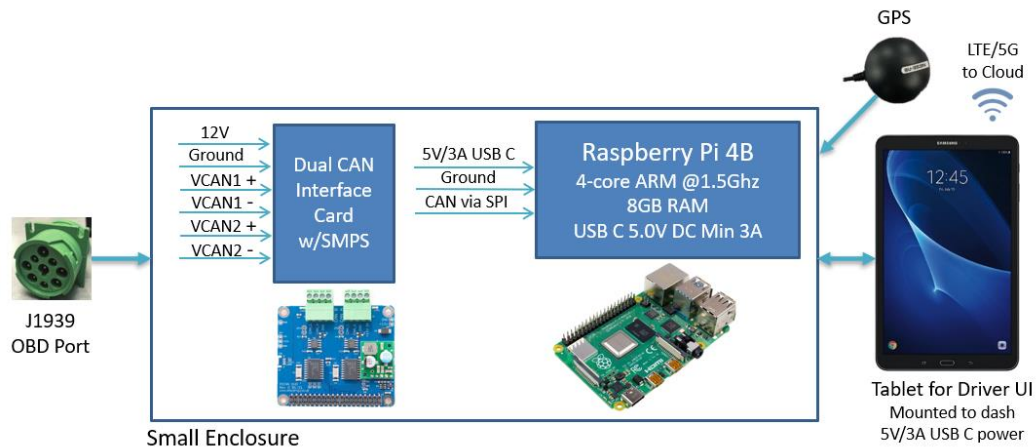 GPS
LTE/5G
to Cloud
12V
Ground
VCAN1 +
VCAN1 -
VCAN2 +
VCAN2 -
Dual CAN
Interface
Card
w/SMPS
5V/3A USB C
Ground
CAN via SPI
Raspberry Pi 4B
4-core ARM @1.5Ghz
8GB RAM
USB C 5.0V DC Min 3A
SAMSUNG
12:45
J1939
OBD Port
HDMI
Small Enclosure
Tablet for Driver UI
Mounted to dash
5V/3A USB C power